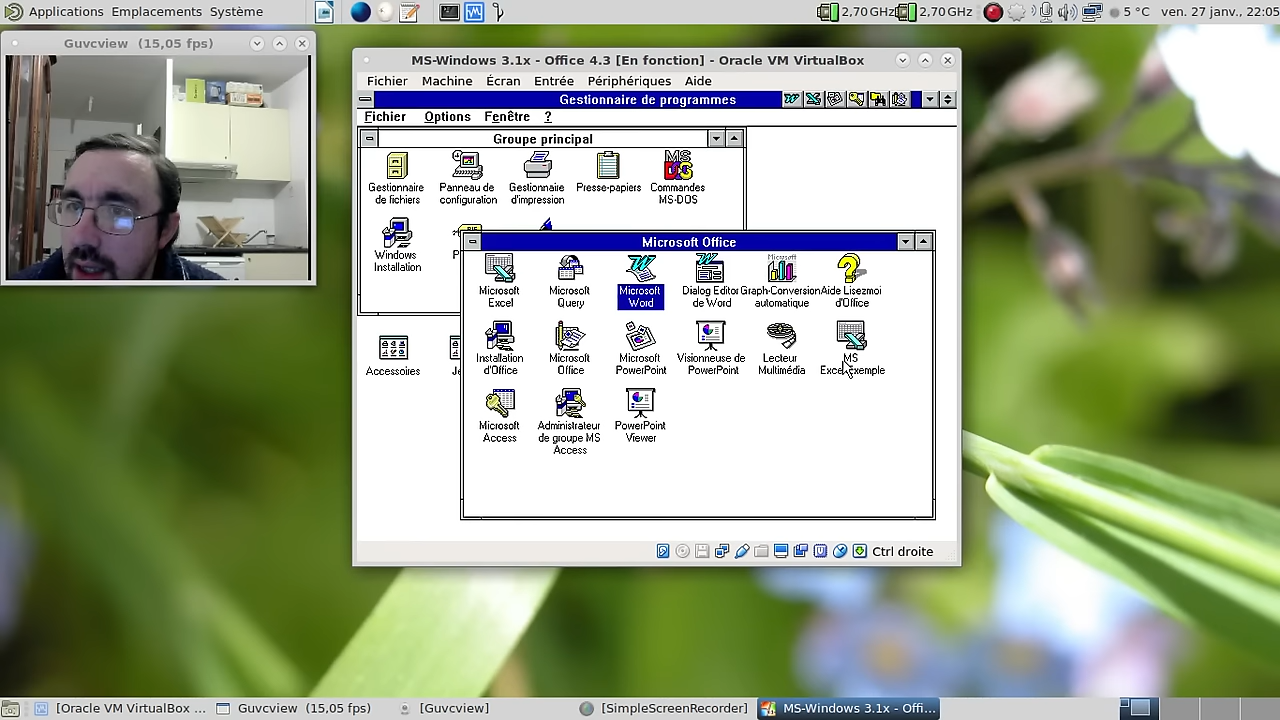 Applications Emplacements Système
2,70 GHz 2,70 GHz 5 °C ven. 27 janv., 22:05
Guvcview (15,05 fps)
MS-Windows 3.1x - Office 4.3 [En fonction] - Oracle VM VirtualBox
Fichier Machine Écran Entrée Périphériques Aide
Gestionnaire de programmes
Fichier Options Fenêtre ?
Groupe principal
Gestionnaire de fichiers
Panneau de configuration
Gestionnaire d'impression
Presse-papiers
Commandes MS-DOS
Windows Installation
Accessoires
Microsoft Office
Microsoft Excel
Microsoft Query
Microsoft Word
Dialog Editor de Word
Graph-Conversion automatique
Aide Lisezmoi d'Office
Installation d'Office
Microsoft Office
Microsoft PowerPoint
Visionneuse de PowerPoint
Lecteur Multimédia
MS Excel Exemple
Microsoft Access
Administrateur de groupe MS Access
PowerPoint Viewer
Ctrl droite
[Oracle VM VirtualBox ... Guvcview (15,05 fps) [Guvcview] [SimpleScreenRecorder] MS-Windows 3.1x - Offi...